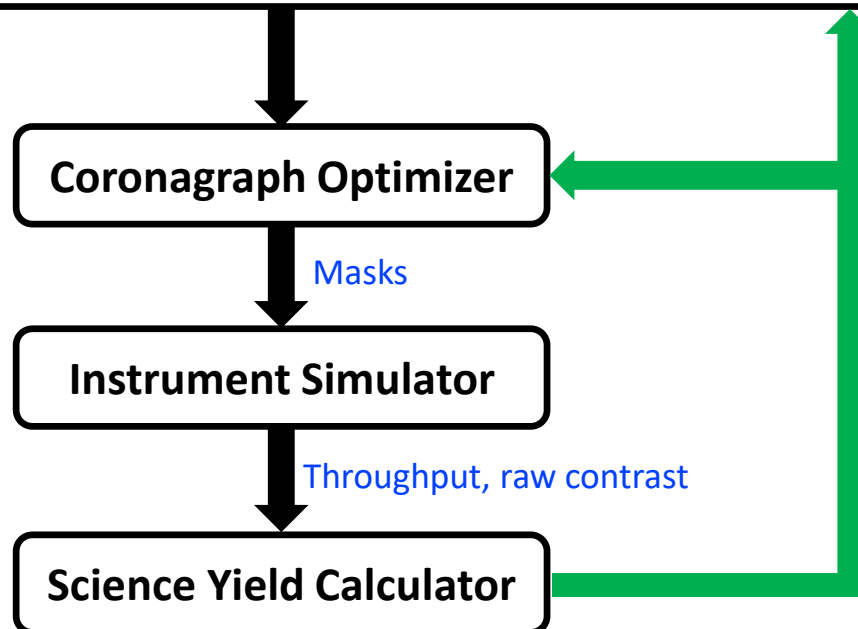 Coronagraph Optimizer
Masks
Instrument Simulator
Throughput, raw contrast
Science Yield Calculator